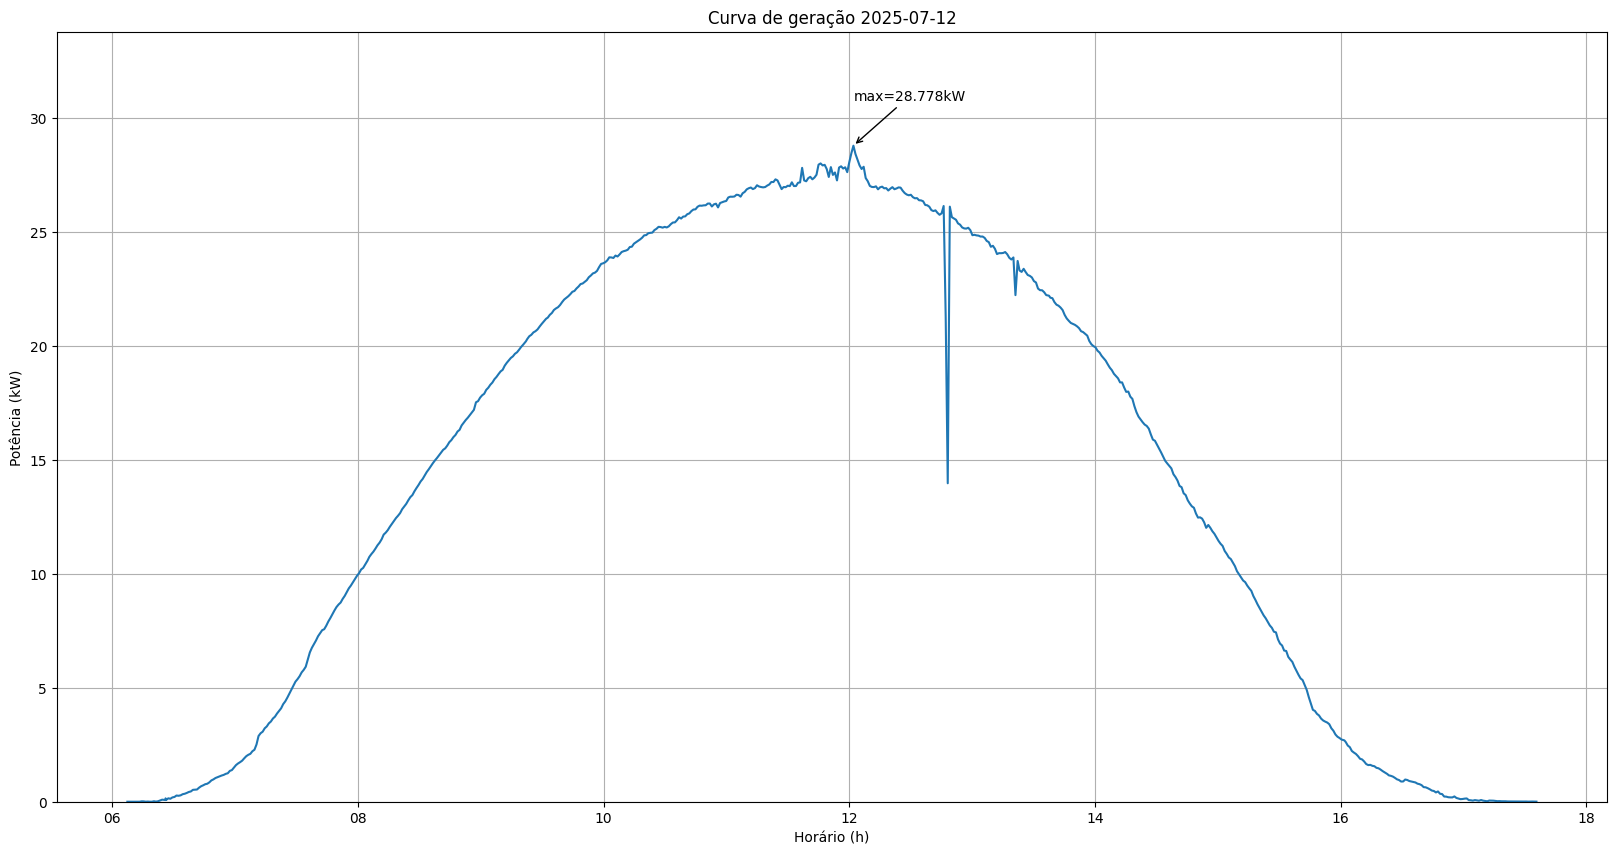 Curva de geração 2025-07-12
max=28.778kW
30
25
20
15
10
5
0
Potência (kW)
06 08 10 12 14 16 18
Horário (h)